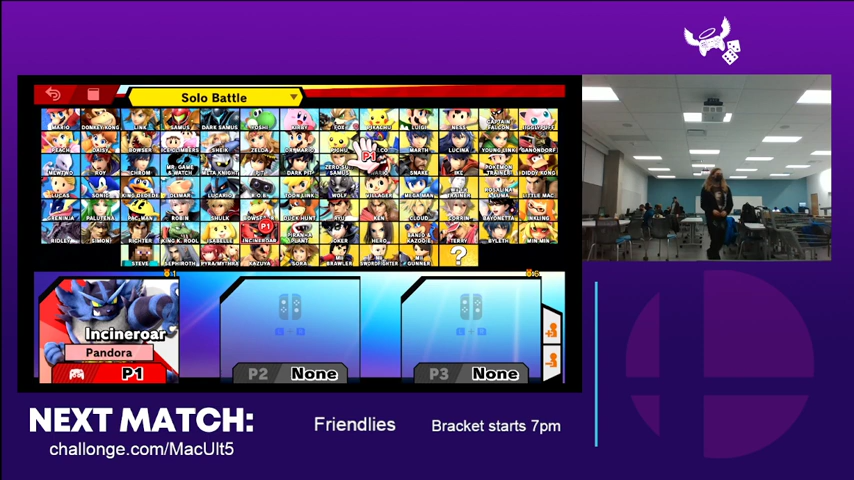 Solo Battle
MARIO DONKEY KONG LINK SAMUS DARK SAMUS YOSHI KIRBY FOX PIKACHU LUIGI NESS CAPTAIN FALCON JIGGLYPUFF
PEACH DAISY BOWSER ICE CLIMBERS SHEIK ZELDA DR. MARIO PICHU MARTH LUCINA YOUNG LINK GANONDORF
MEWTWO ROY CHROM MR. GAME & WATCH META KNIGHT PIT DARK PIT ZERO SUIT SNAKE IKE POKÉMON TRAINER DIDDY KONG
LUCAS SONIC KING DEDEDE OLIMAR LUCARIO R.O.B. TOON LINK WOLF VILLAGER MEGA MAN ROSALINA & LUMA LITTLE MAC
GRENINJA PALUTENA PAC-MAN ROBIN SHULK DUCK HUNT RYU KEN CLOUD CORRIN BAYONETTA INKLING
RIDLEY SIMON RICHTER KING K. ROOL ISABELLE INCINEROAR PIRANHA PLANT JOKER HERO BANJO & KAZOOIE TERRY BYLETH MIN MIN
STEVE SEPHIROTH PYRA/MYTHRA KAZUYA SORA MII BRAWLER MII SWORDFIGHTER MII GUNNER ?
P1
P1
Incineroar
Pandora
P1
L + R
P2 None
L + R
P3 None
NEXT MATCH:
challonge.com/MacUlt5
Friendlies
Bracket starts 7pm